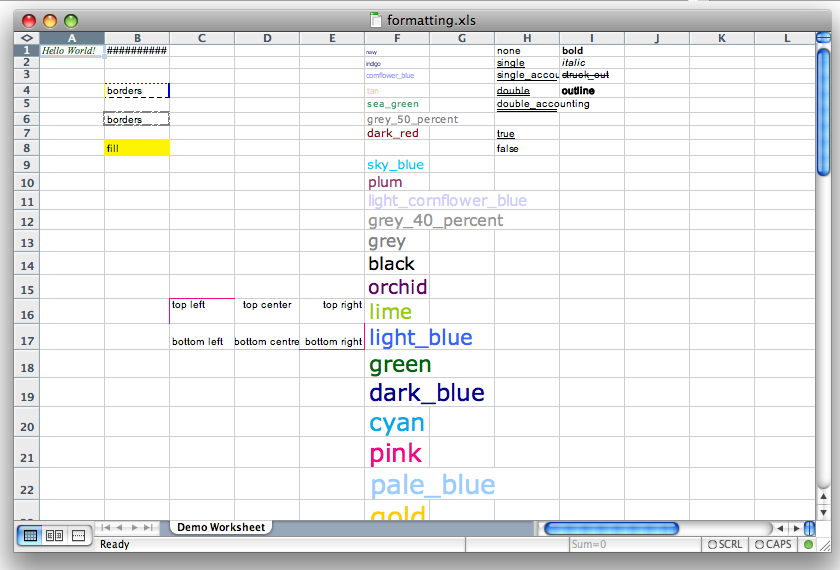 formatting.xls
A B C D E F G H I J K L
1 Hello World! ########## navy none bold
2 indigo single italic
3 cornflower_blue single_accou struck_out
4 borders tan double outline
5 sea_green double_accounting
6 borders grey_50_percent
7 dark_red true
8 fill false
9 sky_blue
10 plum
11 light_cornflower_blue
12 grey_40_percent
13 grey
14 black
15 orchid
16 top left top center top right lime
17 bottom left bottom centre bottom right light_blue
18 green
19 dark_blue
20 cyan
21 pink
22 pale_blue
gold
Demo Worksheet
Ready Sum=0 SCRL CAPS